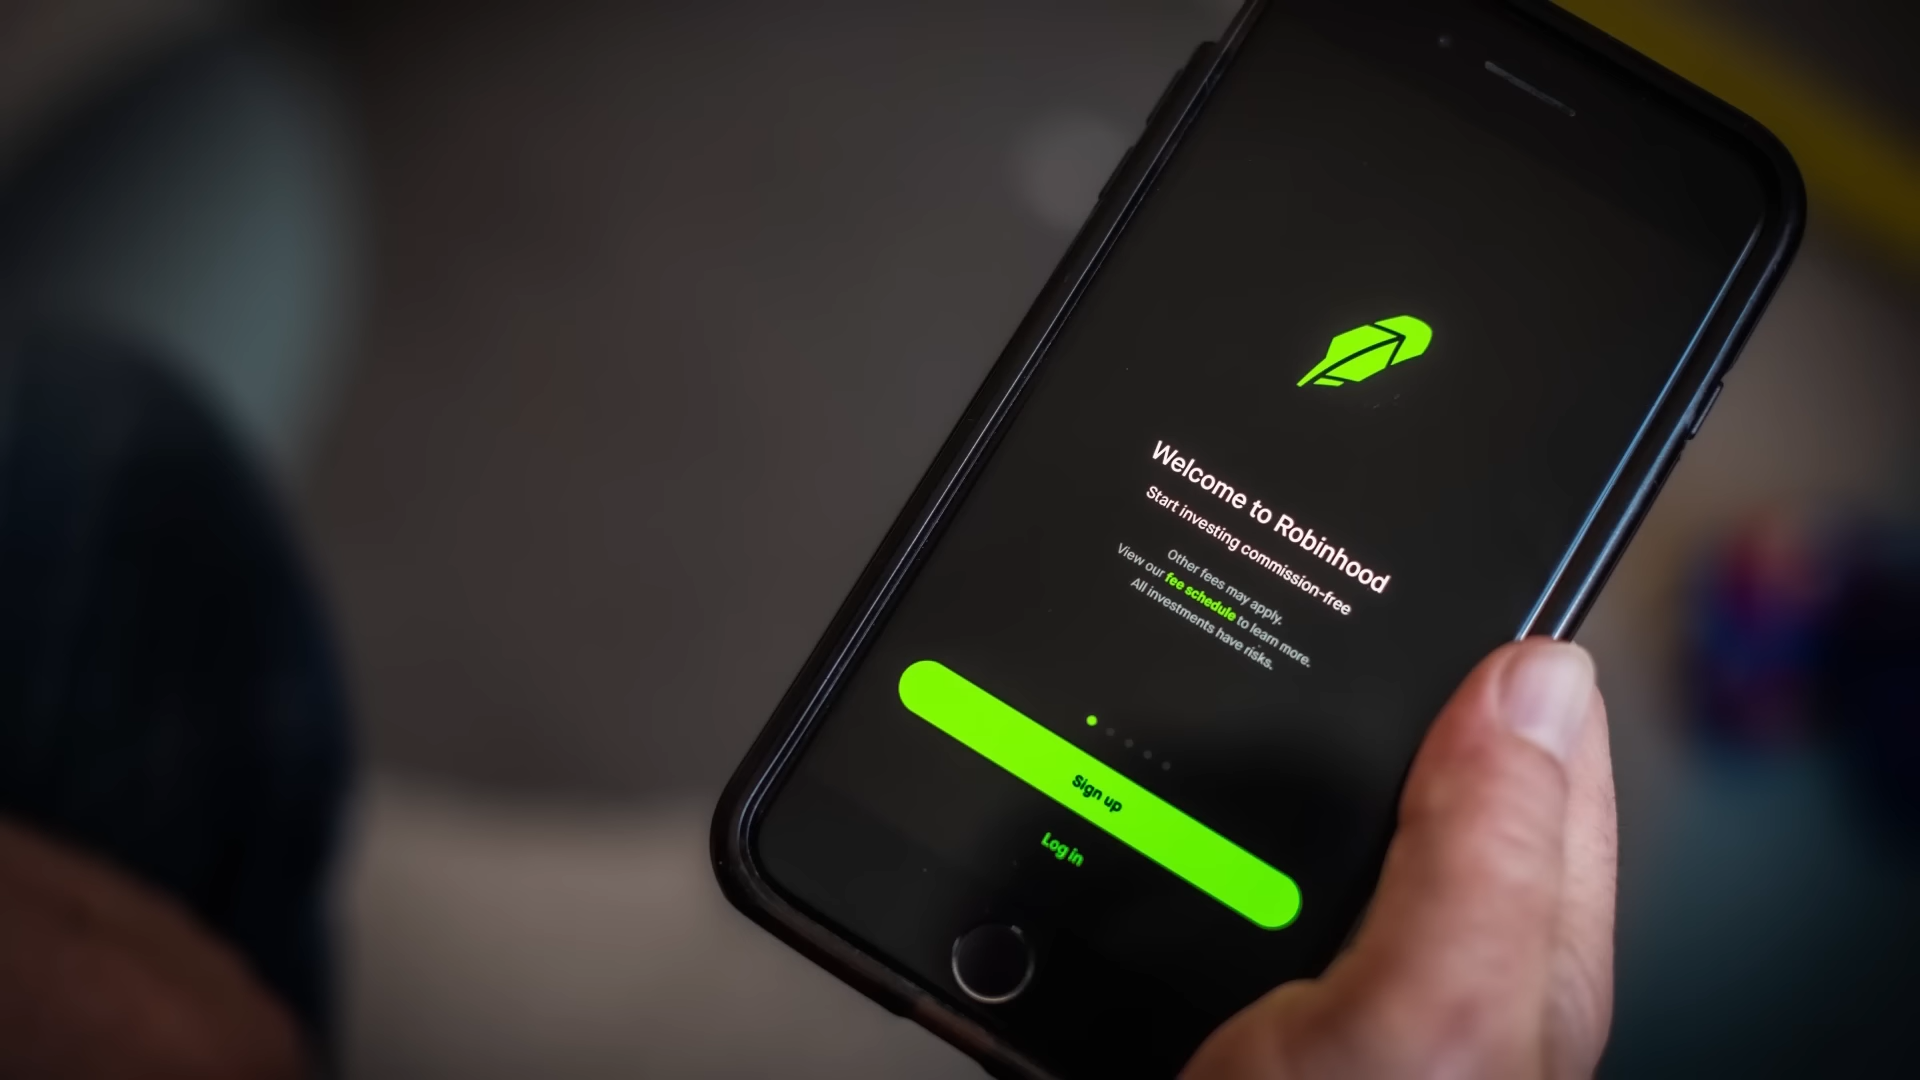 Welcome to Robinhood
Start investing commission-free
Other fees may apply.
View our fee schedule to learn more.
All investments have risks.
Sign up
Log in